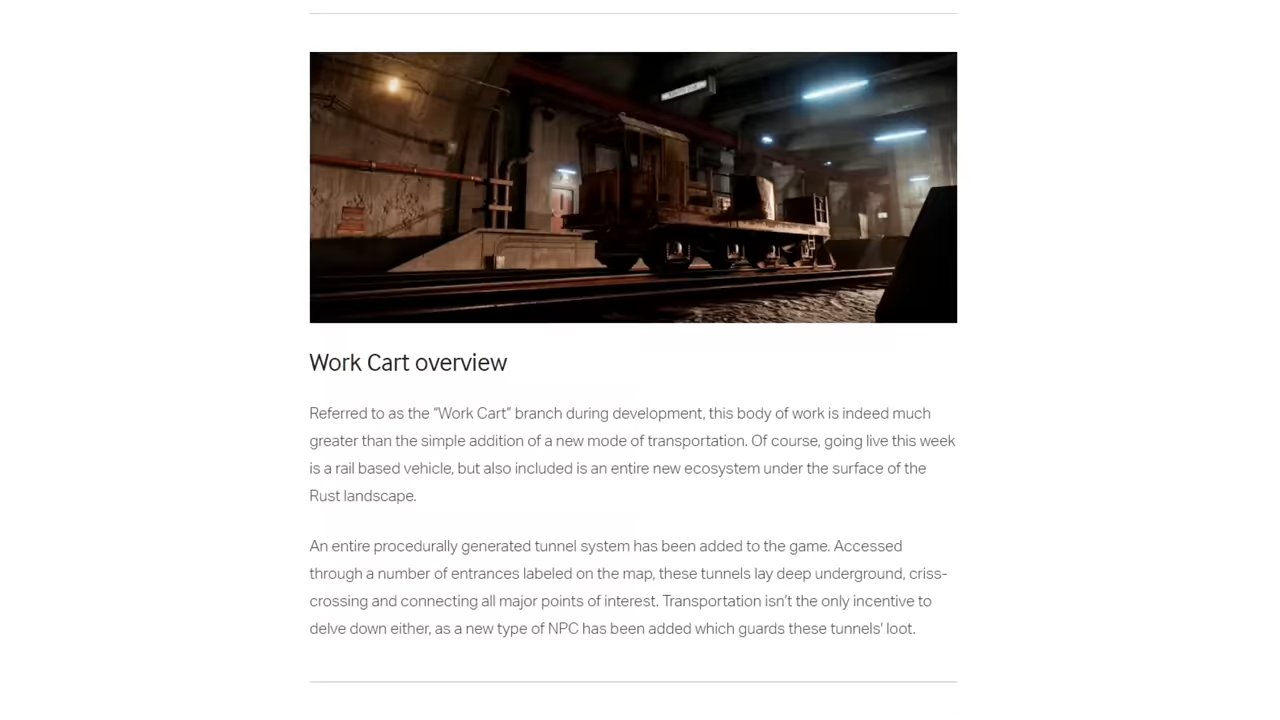 Work Cart overview
Referred to as the “Work Cart” branch during development, this body of work is indeed much
greater than the simple addition of a new mode of transportation. Of course, going live this week
is a rail based vehicle, but also included is an entire new ecosystem under the surface of the
Rust landscape.
An entire procedurally generated tunnel system has been added to the game. Accessed
through a number of entrances labeled on the map, these tunnels lay deep underground, criss-
crossing and connecting all major points of interest. Transportation isn’t the only incentive to
delve down either, as a new type of NPC has been added which guards these tunnels’ loot.